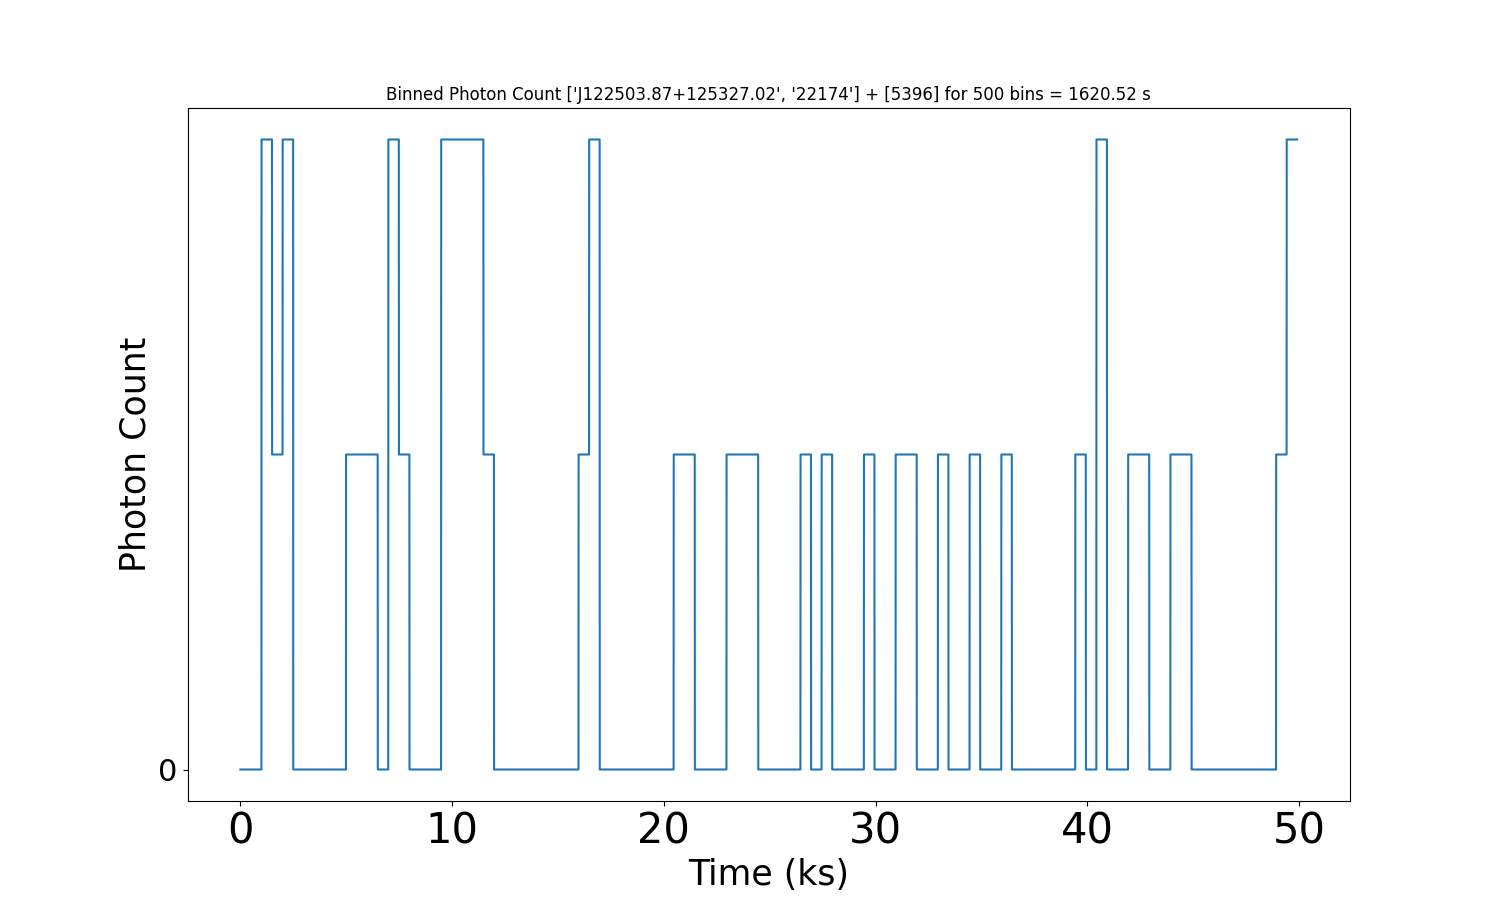 Binned Photon Count ['J122503.87+125327.02', '22174'] + [5396] for 500 bins = 1620.52 s
Photon Count
0
0 10 20 30 40 50
Time (ks)